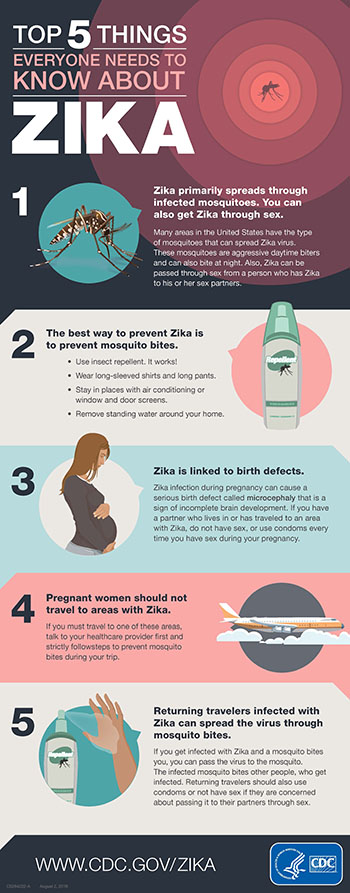 TOP 5 THINGS
EVERYONE NEEDS TO
KNOW ABOUT
ZIKA
1
Zika primarily spreads through
infected mosquitoes. You can
also get Zika through sex.
Many areas in the United States have the type
of mosquitoes that can spread Zika virus.
These mosquitoes are aggressive daytime biters
and can also bite at night. Also, Zika can be
passed through sex from a person who has Zika
to his or her sex partners.
2
The best way to prevent Zika is
to prevent mosquito bites.
• Use insect repellent. It works!
• Wear long-sleeved shirts and long pants.
• Stay in places with air conditioning or
window and door screens.
• Remove standing water around your home.
Repellent
3
Zika is linked to birth defects.
Zika infection during pregnancy can cause a
serious birth defect called microcephaly that is a
sign of incomplete brain development. If you have
a partner who lives in or has traveled to an area
with Zika, do not have sex, or use condoms every
time you have sex during your pregnancy.
4
Pregnant women should not
travel to areas with Zika.
If you must travel to one of these areas,
talk to your healthcare provider first and
strictly followsteps to prevent mosquito
bites during your trip.
5
Returning travelers infected with
Zika can spread the virus through
mosquito bites.
If you get infected with Zika and a mosquito bites
you, you can pass the virus to the mosquito.
The infected mosquito bites other people, who get
infected. Returning travelers should also use
condoms or not have sex if they are concerned
about passing it to their partners through sex.
WWW.CDC.GOV/ZIKA
CDC
August 2, 2016